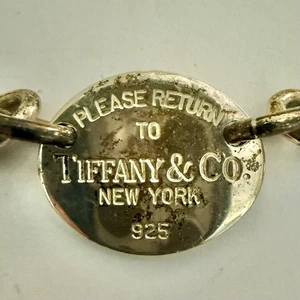 PLEASE RETURN
TO
TIFFANY & CO.
NEW YORK
925